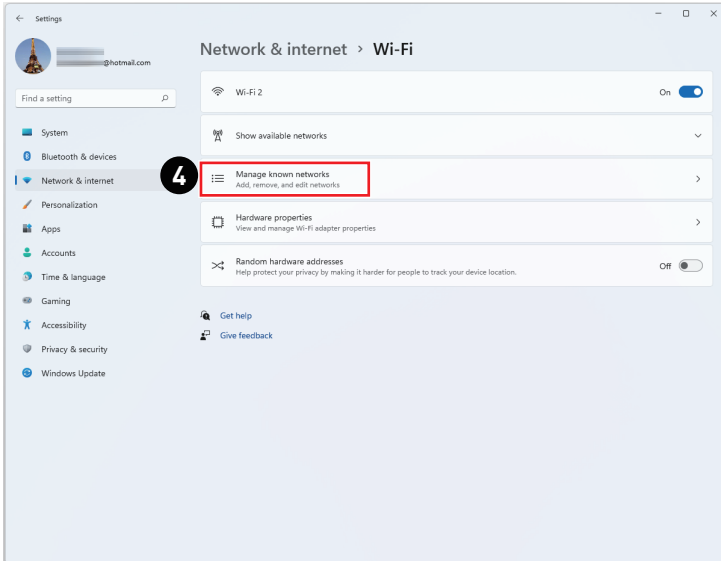 Settings
@hotmail.com
Find a setting
System
Bluetooth & devices
Network & internet
Personalization
Apps
Accounts
Time & language
Gaming
Accessibility
Privacy & security
Windows Update
Network & internet > Wi-Fi
Wi-Fi 2
On
Show available networks
4
Manage known networks
Add, remove, and edit networks
Hardware properties
View and manage Wi-Fi adapter properties
Random hardware addresses
Help protect your privacy by making it harder for people to track your device location.
Off
Get help
Give feedback